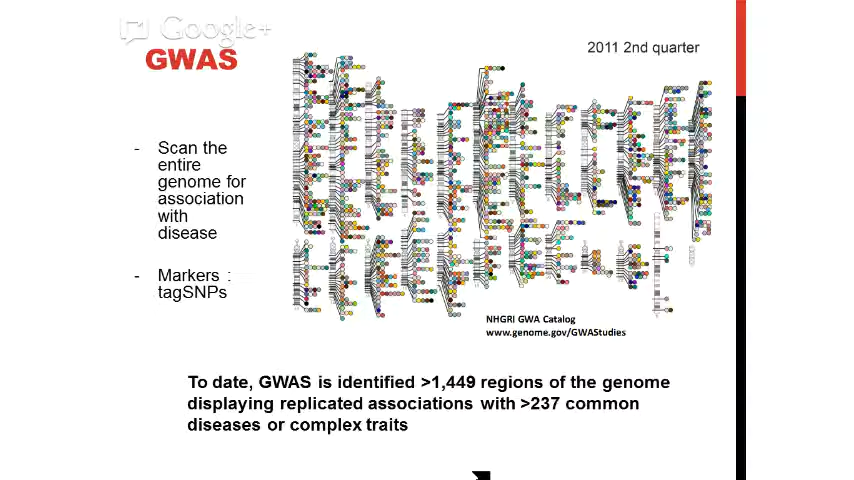 Google+
GWAS
2011 2nd quarter
- Scan the
entire
genome for
association
with
disease
- Markers :
tagSNPs
NHGRI GWA Catalog
www.genome.gov/GWAStudies
To date, GWAS is identified >1,449 regions of the genome
displaying replicated associations with >237 common
diseases or complex traits